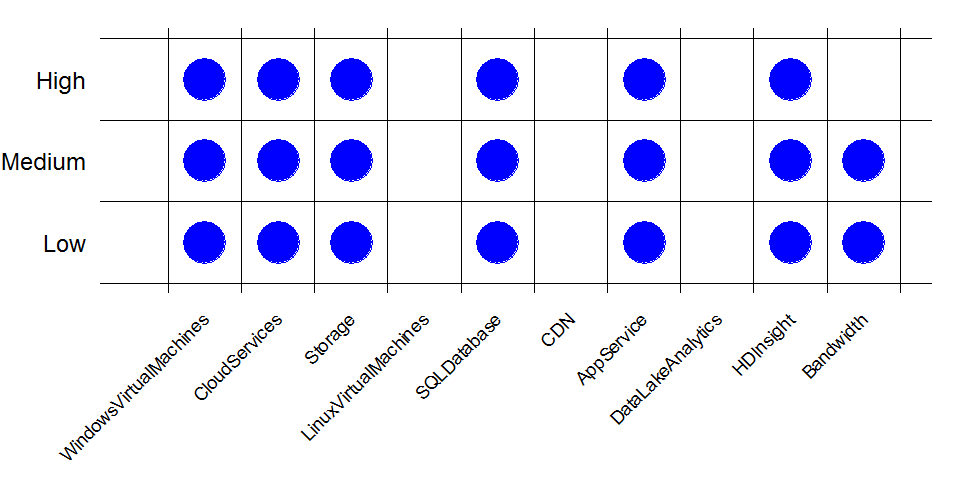 High
Medium
Low
WindowsVirtualMachines
CloudServices
Storage
LinuxVirtualMachines
SQLDatabase
CDN
AppService
DataLakeAnalytics
HDInsight
Bandwidth